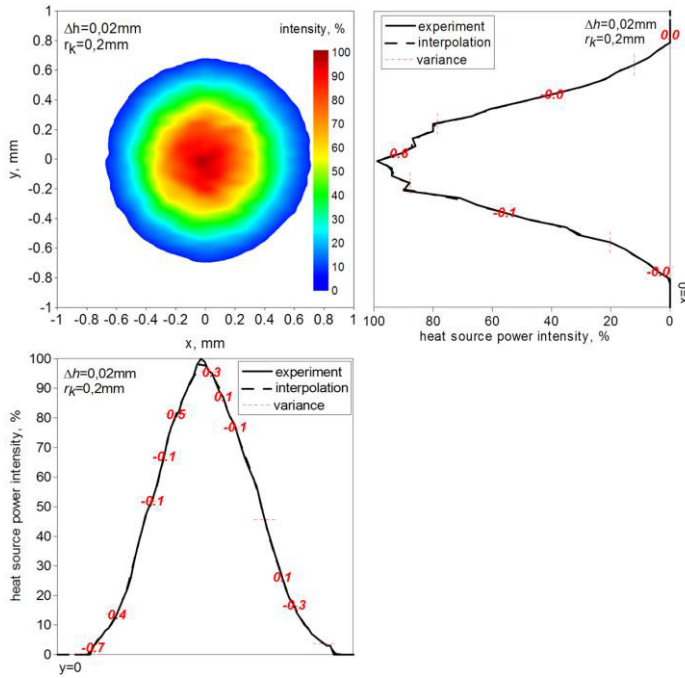 Δh=0,02mm
rk=0,2mm
intensity, %
100
90
80
70
60
50
40
30
20
10
0
1
0.8
0.6
0.4
0.2
0
-0.2
-0.4
-0.6
-0.8
-1
y, mm
-1 -0.8 -0.6 -0.4 -0.2 0 0.2 0.4 0.6 0.8 1
x, mm
experiment
interpolation
variance
Δh=0,02mm
rk=0,2mm
0.0
-0.0
0.6
-0.1
-0.0
x=0
100 80 60 40 20 0
heat source power intensity, %
Δh=0,02mm
rk=0,2mm
experiment
interpolation
variance
100
90
80
70
60
50
40
30
20
10
0
heat source power intensity, %
0.3
0.1
0.5
-0.1
-0.1
-0.1
0.1
-0.3
0.4
-0.7
y=0